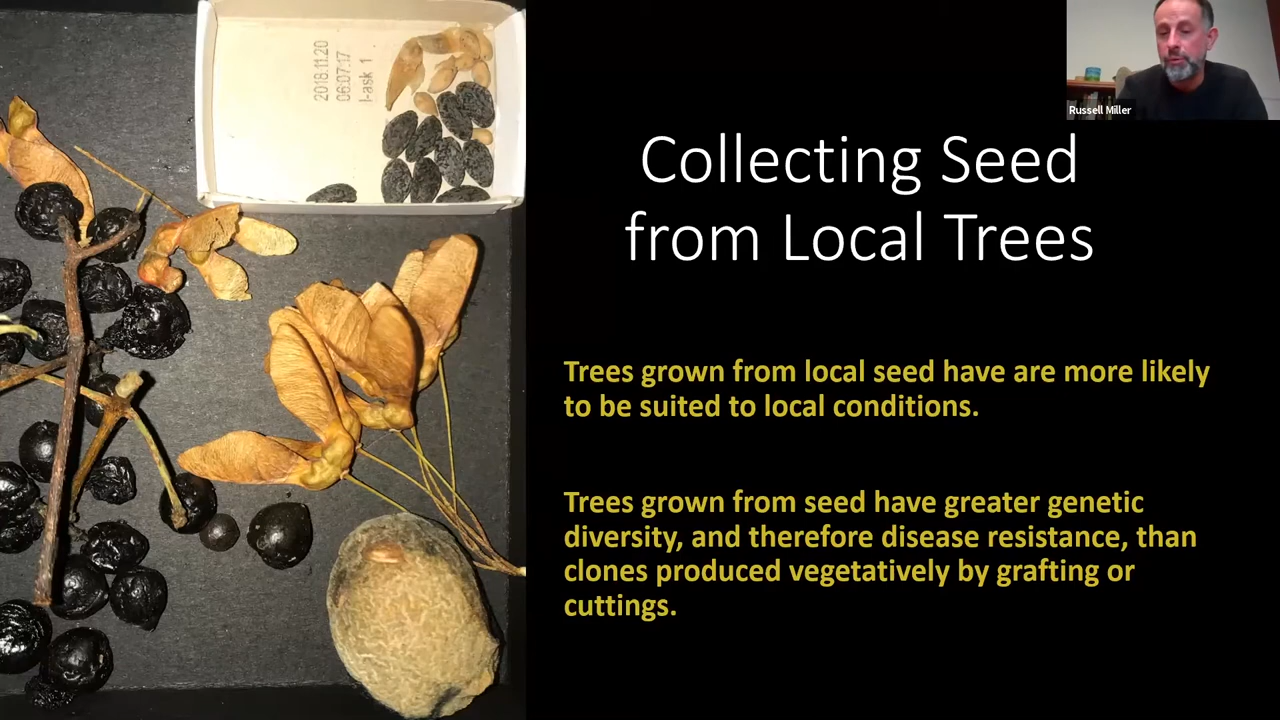 2018.11.20
06:07:17
I-ask 1
Russell Miller
Collecting Seed
from Local Trees
Trees grown from local seed have are more likely
to be suited to local conditions.
Trees grown from seed have greater genetic
diversity, and therefore disease resistance, than
clones produced vegetatively by grafting or
cuttings.